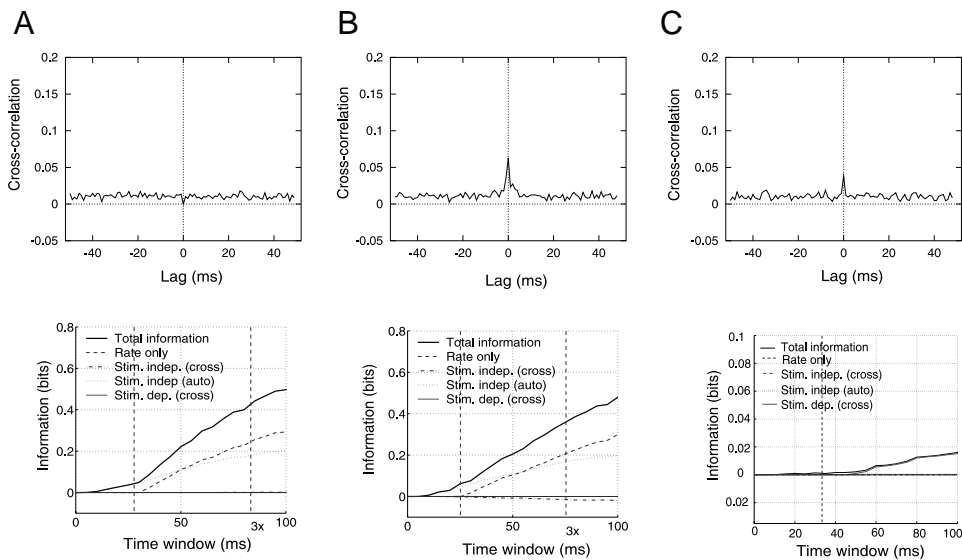 A
B
C
Cross-correlation
0.2
0.15
0.1
0.05
0
-0.05
-40 -20 0 20 40
Lag (ms)
Cross-correlation
0.2
0.15
0.1
0.05
0
-0.05
-40 -20 0 20 40
Lag (ms)
Cross-correlation
0.2
0.15
0.1
0.05
0
-0.05
-40 -20 0 20 40
Lag (ms)
Information (bits)
0.8
0.6
0.4
0.2
0
Total information
Rate only
Stim. indep. (cross)
Stim. indep (auto)
Stim. dep. (cross)
0 50 3x 100
Time window (ms)
Information (bits)
0.8
0.6
0.4
0.2
0
Total information
Rate only
Stim. indep. (cross)
Stim. indep (auto)
Stim. dep. (cross)
0 50 3x 100
Time window (ms)
Information (bits)
0.1
0.08
0.06
0.04
0.02
0
0.02
Total information
Rate only
Stim. indep. (cross)
Stim. indep (auto)
Stim. dep. (cross)
0 20 40 60 80 100
Time window (ms)